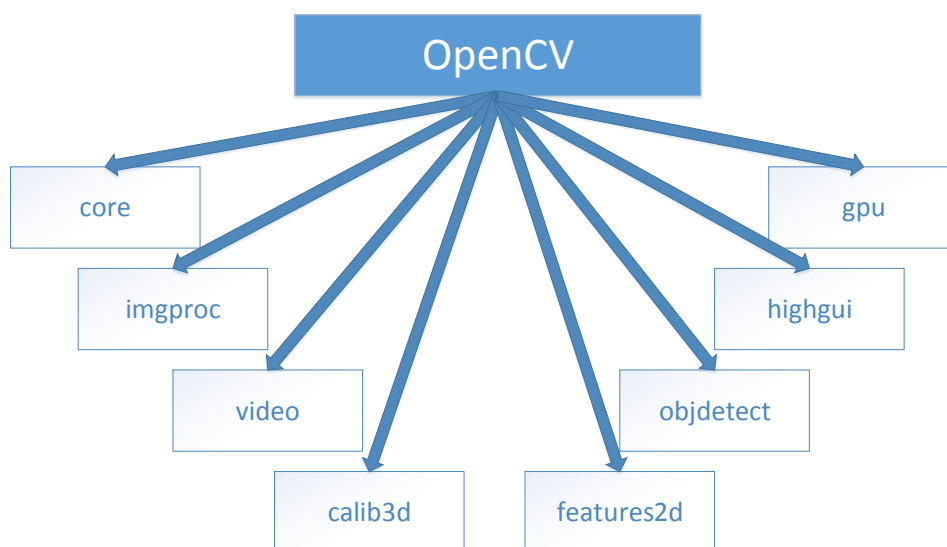 OpenCV
core
gpu
imgproc
highgui
video
objdetect
calib3d
features2d